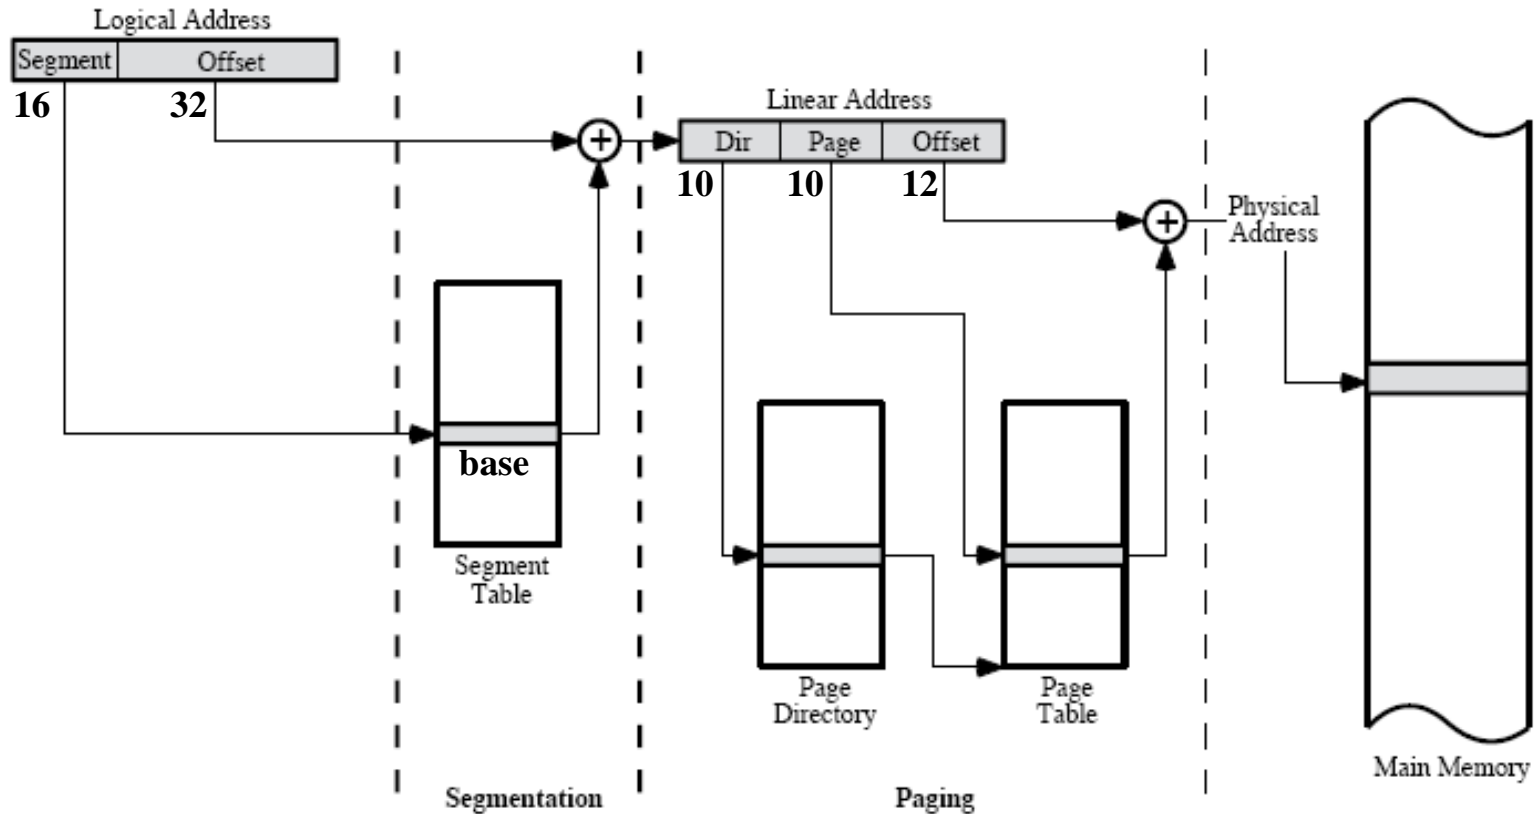 Logical Address
Segment
Offset
16
32
Linear Address
Dir
Page
Offset
10
10
12
Physical
Address
base
Segment
Table
Page
Directory
Page
Table
Main Memory
Segmentation
Paging